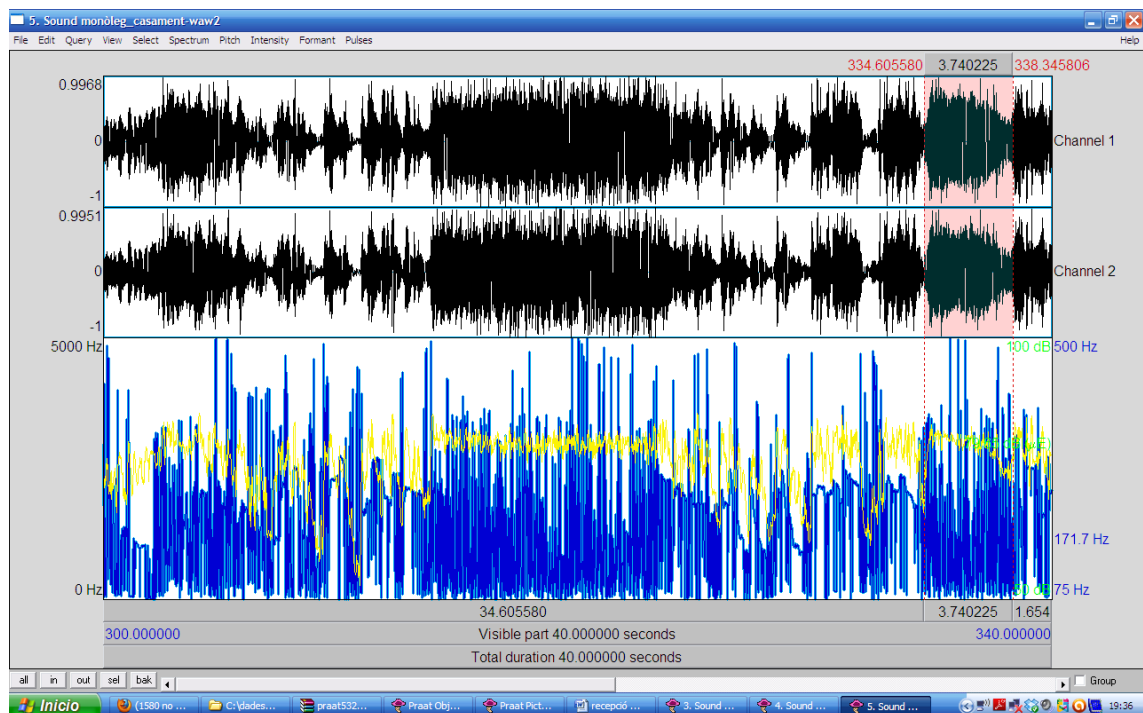 5. Sound monòleg_casament-waw2
File Edit Query View Select Spectrum Pitch Intensity Formant Pulses Help
334.605580 3.740225 338.345806
0.9968
0 Channel 1
-1
0.9951
0 Channel 2
-1
5000 Hz 100 dB 500 Hz
171.7 Hz
0 Hz 50 dB 75 Hz
34.605580 3.740225 1.654
300.000000 Visible part 40.000000 seconds 340.000000
Total duration 40.000000 seconds
all in out sel bak Group
Inicio (1580 no ... C:\dades... praat532... Praat Obj... Praat Pict... recepció ... 3. Sound ... 4. Sound ... 5. Sound ... 19:36